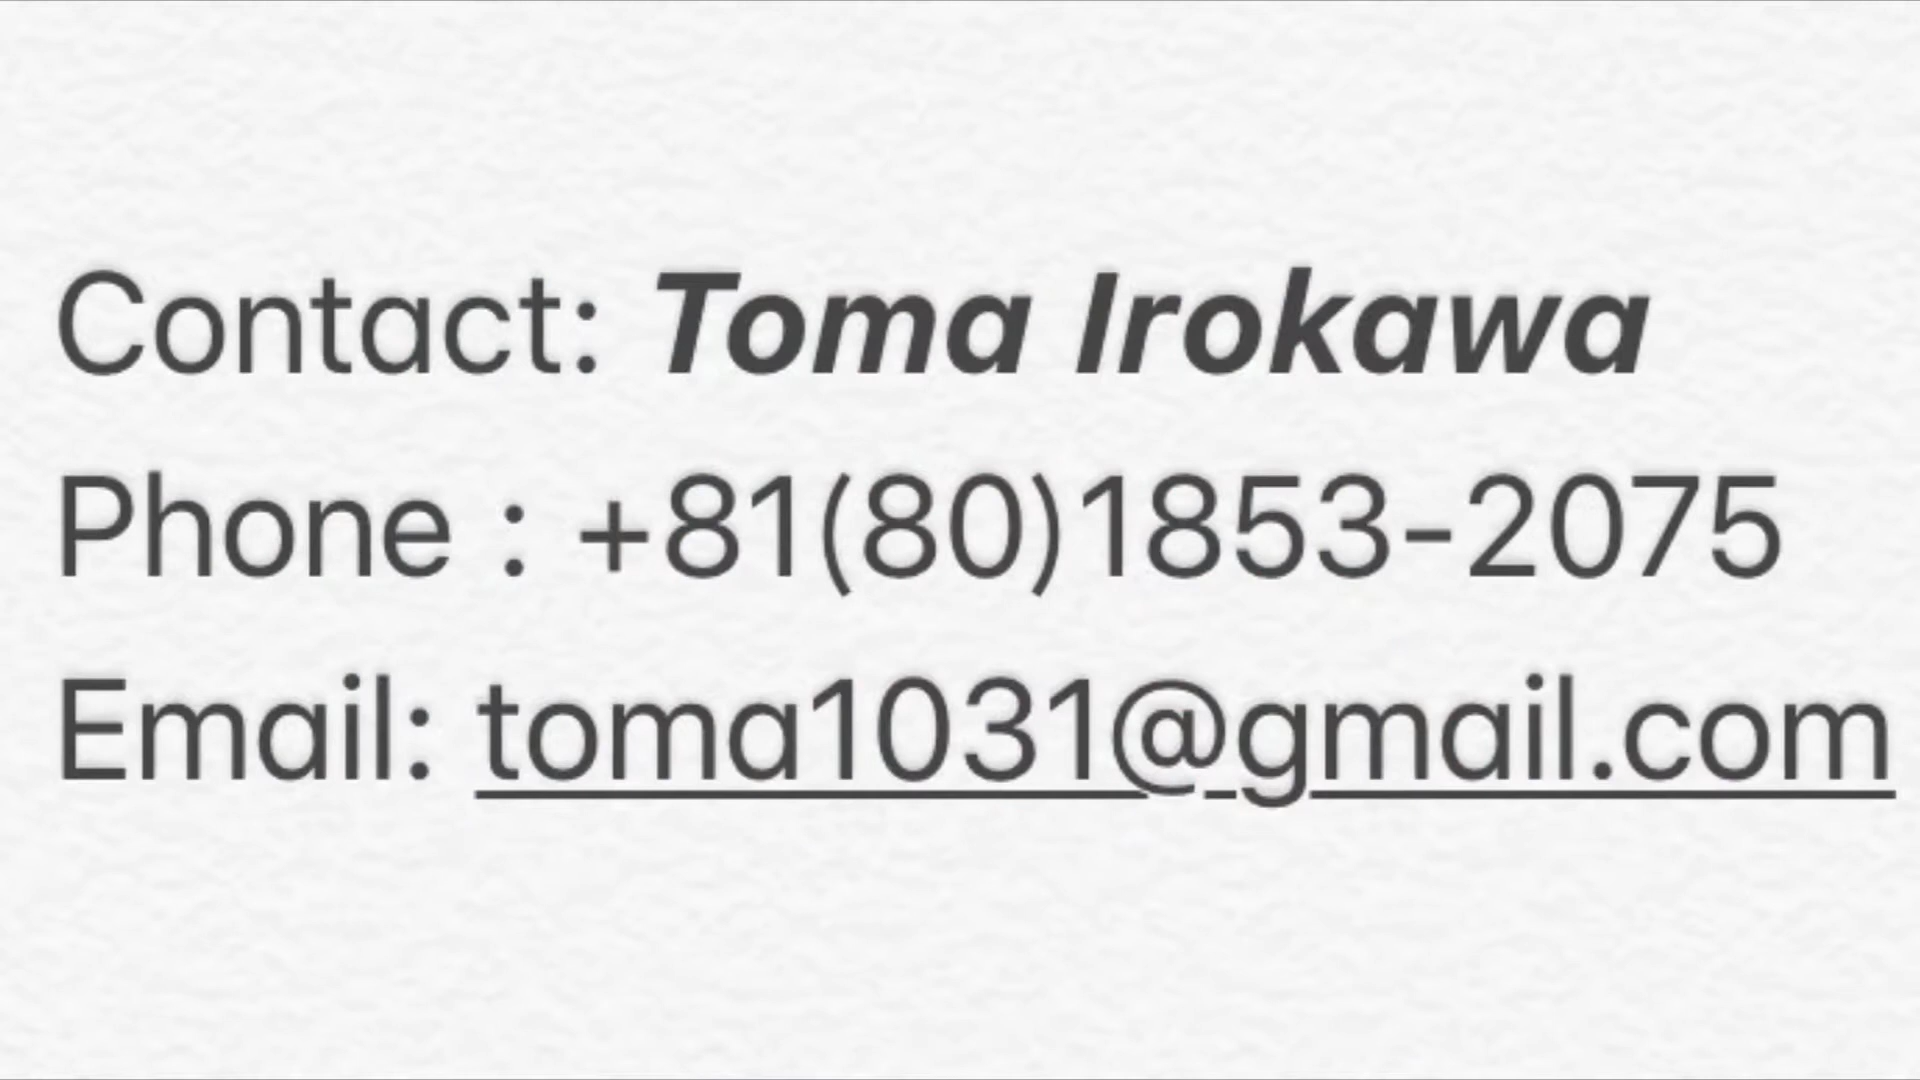 Contact: Toma Irokawa
Phone : +81(80)1853-2075
Email: toma1031@gmail.com